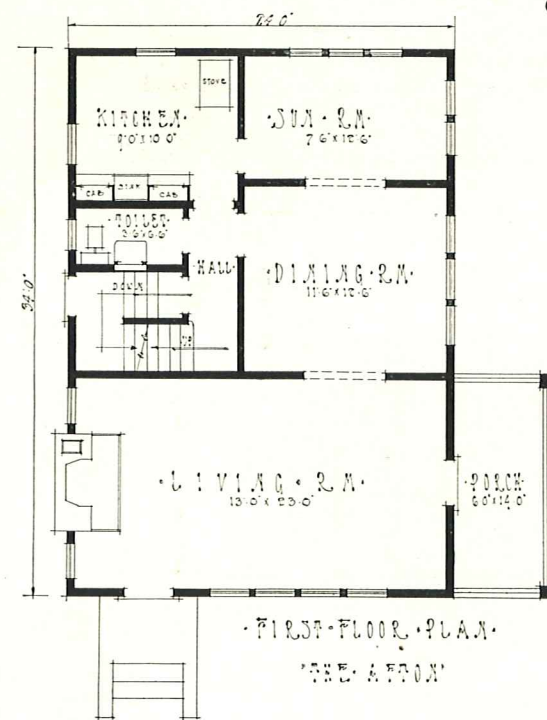 24'-0"
STOVE
·KITCHEN·
9'0"x10'0"
·SUN·RM·
7'6"x12'6"
CAB
SINK
CAB
·TOILET·
·HALL·
34'-0"
DOWN
·DINING·RM·
11'6"x12'6"
UP
·LIVING·RM·
13'-0"x23'-0"
·PORCH·
6'0"x14'0"
·FIRST·FLOOR·PLAN·
"THE·AFTON"